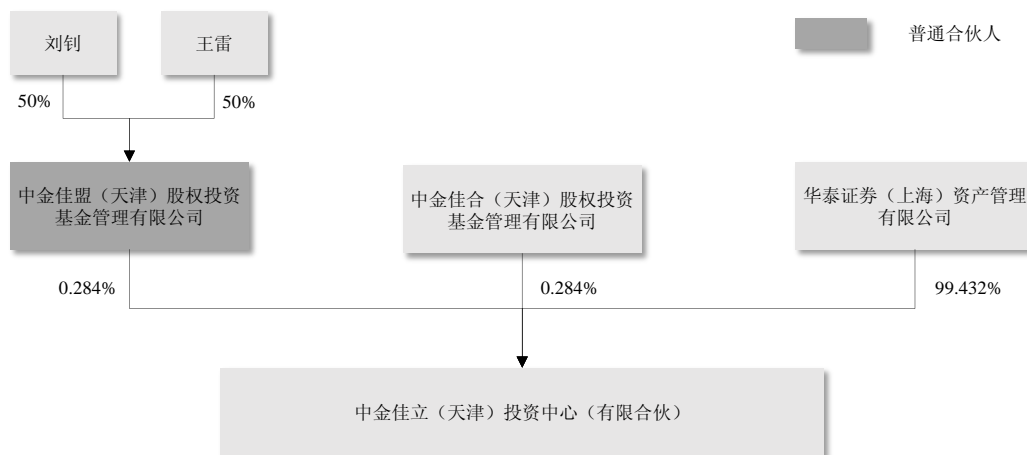 刘钊
王雷
普通合伙人
50%
50%
中金佳盟（天津）股权投资
基金管理有限公司
中金佳合（天津）股权投资
基金管理有限公司
华泰证券（上海）资产管理
有限公司
0.284%
0.284%
99.432%
中金佳立（天津）投资中心（有限合伙）